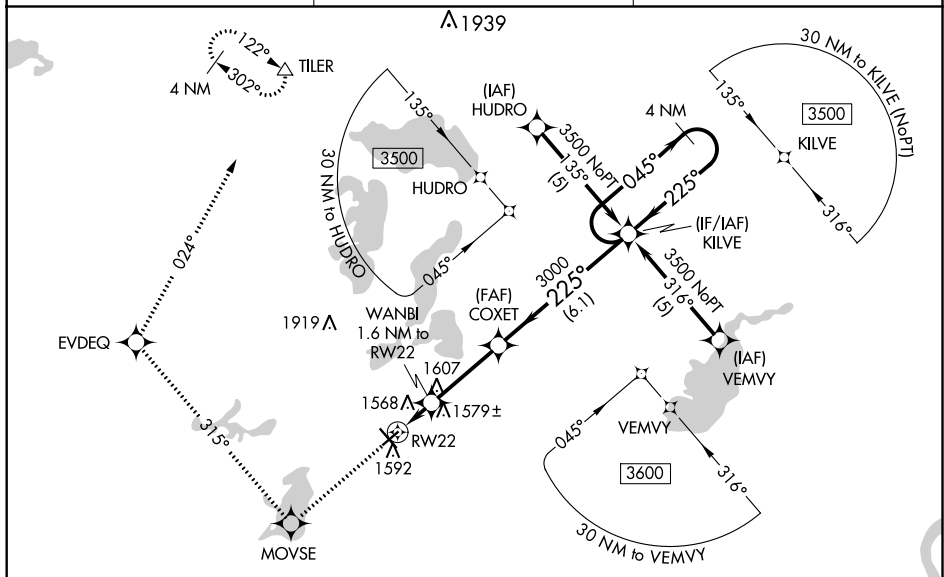 1939
122°
302°
4 NM
TILER
(IAF)
HUDRO
4 NM
30 NM to KILVE (NoPT)
135°
3500
KILVE
316°
135°
3500
HUDRO
30 NM to HUDRO
045°
3500 NoPT
135°
(5)
045°
225°
(IF/IAF)
KILVE
024°
3000
225°
(6.1)
3500 NoPT
316°
(5)
(FAF)
COXET
WANBI
1.6 NM to
RW22
1919
EVDEQ
(IAF)
VEMVY
1607
1568
1579±
RW22
1592
315°
VEMVY
045°
3600
316°
30 NM to VEMVY
MOVSE